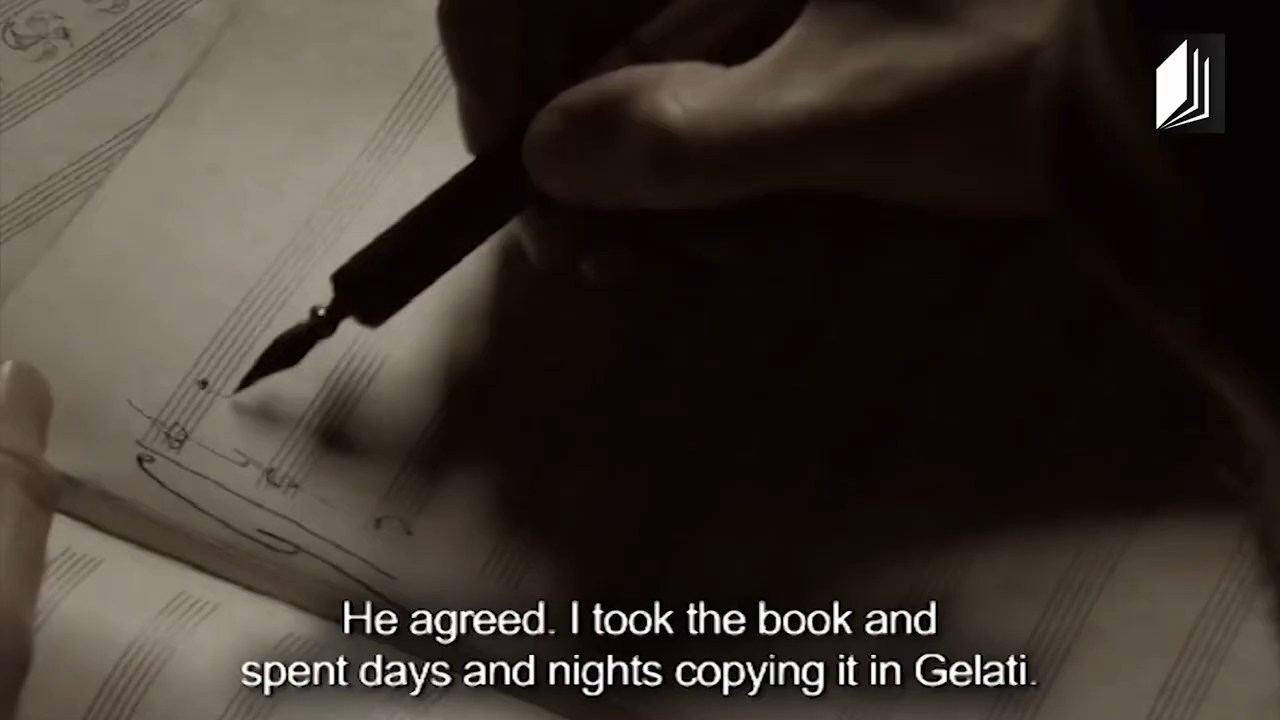 He agreed. I took the book and
spent days and nights copying it in Gelati.